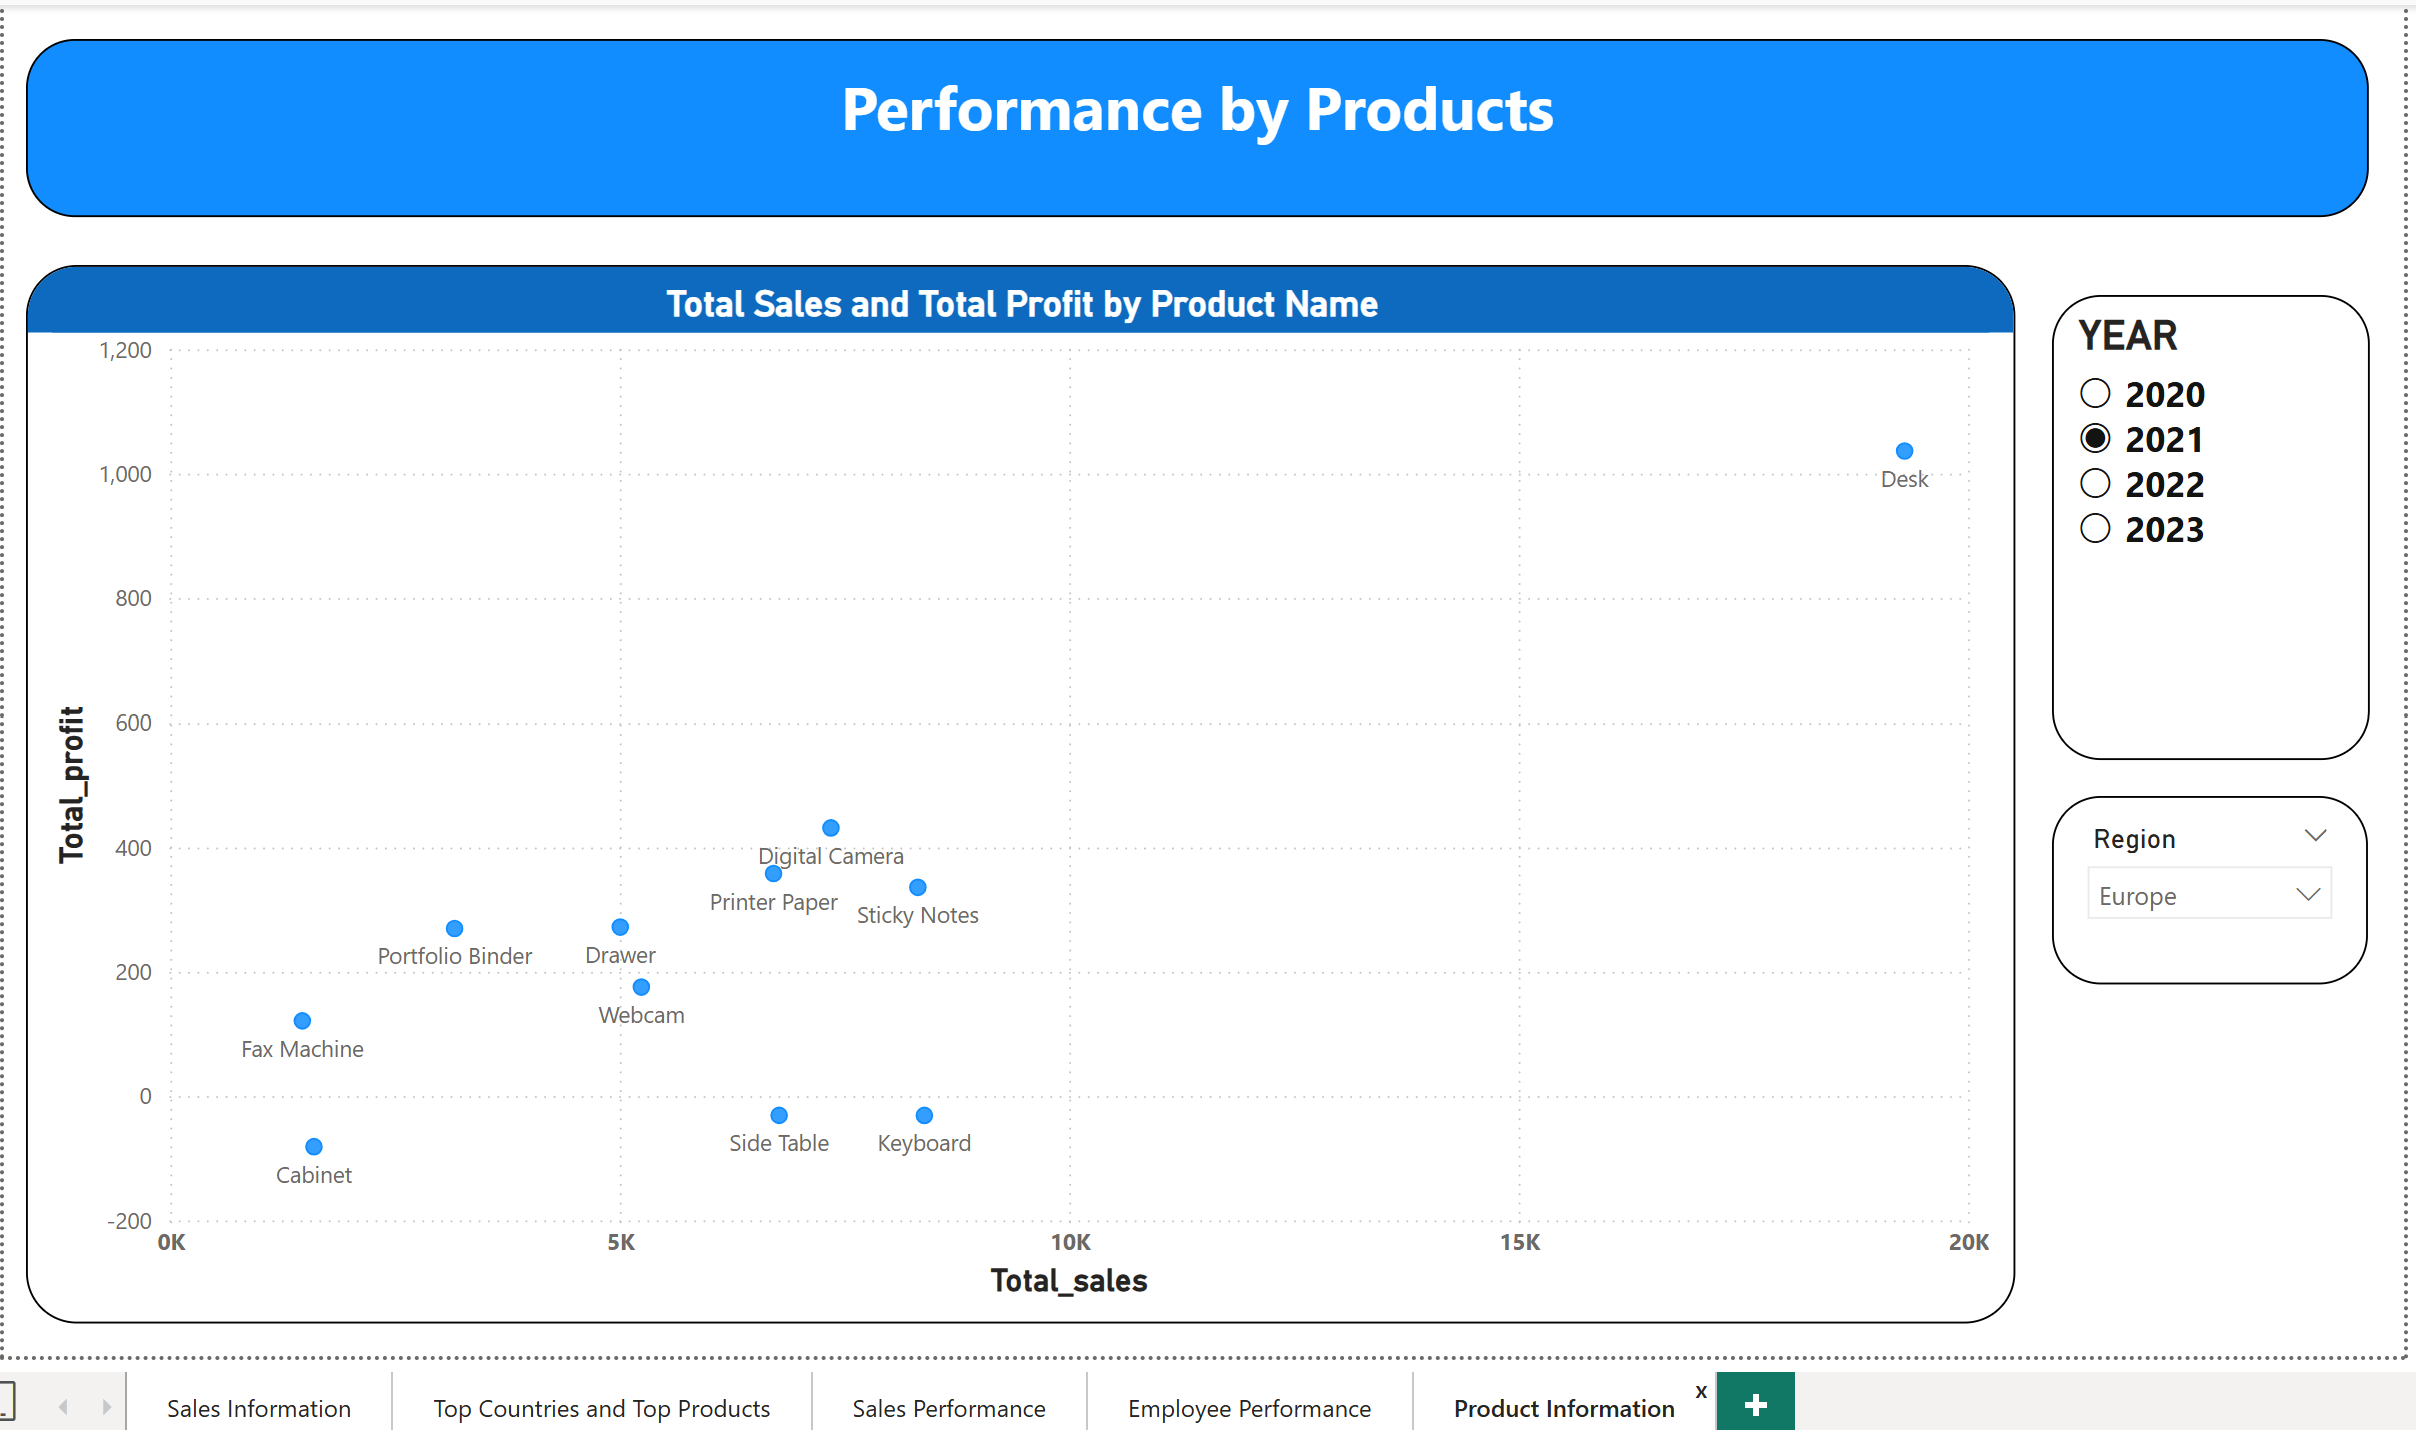 Performance by Products
Total Sales and Total Profit by Product Name
1,200
1,000
800
600
400
200
0
-200
Total_profit
Desk
Digital Camera
Printer Paper
Sticky Notes
Portfolio Binder
Drawer
Webcam
Fax Machine
Side Table
Keyboard
Cabinet
0K
5K
10K
15K
20K
Total_sales
YEAR
2020
2021
2022
2023
Region
Europe
Sales Information
Top Countries and Top Products
Sales Performance
Employee Performance
Product Information
x
+